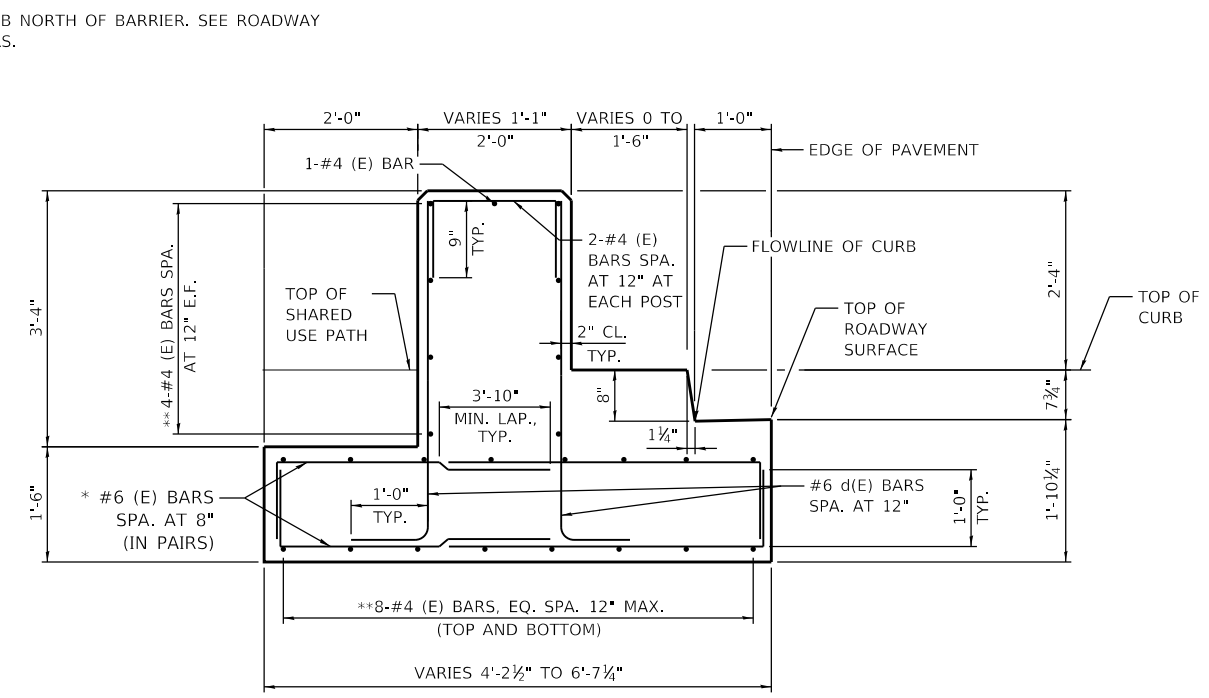 B NORTH OF BARRIER. SEE ROADWAY
S.
2'-0"
VARIES 1'-1"
2'-0"
VARIES 0 TO
1'-6"
1'-0"
EDGE OF PAVEMENT
1-#4 (E) BAR
9"
TYP.
2-#4 (E)
BARS SPA.
AT 12" AT
EACH POST
FLOWLINE OF CURB
**4-#4 (E) BARS SPA.
AT 12" E.F.
3'-4"
2'-4"
TOP OF
SHARED
USE PATH
TOP OF
ROADWAY
SURFACE
TOP OF
CURB
2" CL.
TYP.
8"
7¾"
3'-10"
MIN. LAP.,
TYP.
1¼"
1'-6"
* #6 (E) BARS
SPA. AT 8"
(IN PAIRS)
1'-0"
TYP.
#6 d(E) BARS
SPA. AT 12"
1'-0"
TYP.
1'-10¼"
**8-#4 (E) BARS, EQ. SPA. 12" MAX.
(TOP AND BOTTOM)
VARIES 4'-2½" TO 6'-7¼"